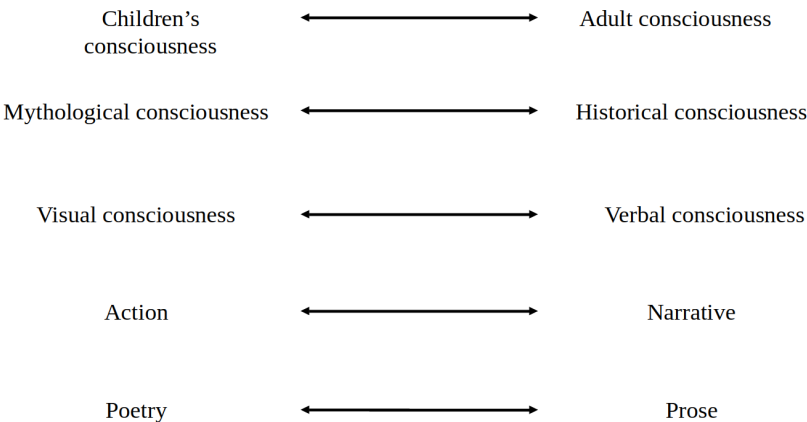 Children’s
consciousness
Adult consciousness
Mythological consciousness
Historical consciousness
Visual consciousness
Verbal consciousness
Action
Narrative
Poetry
Prose